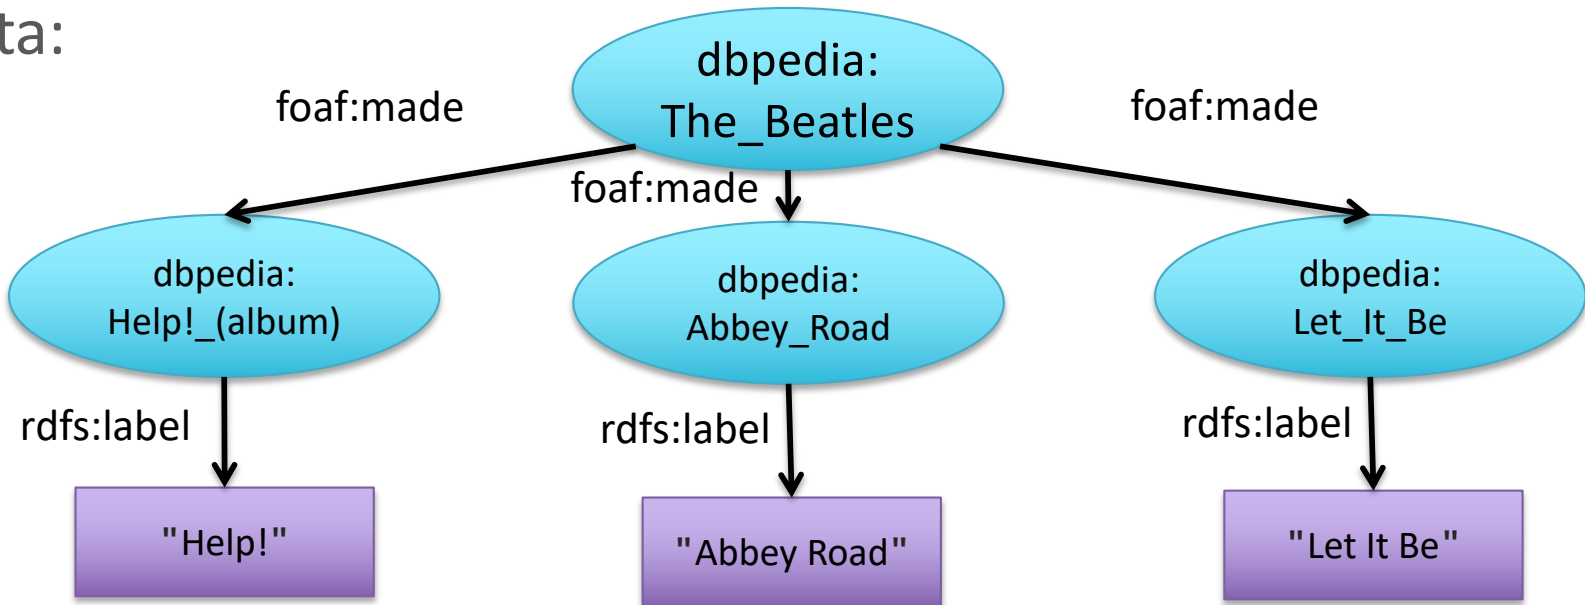 ta:
dbpedia:
The_Beatles
foaf:made
foaf:made
foaf:made
dbpedia:
Help!_(album)
dbpedia:
Abbey_Road
dbpedia:
Let_It_Be
rdfs:label
rdfs:label
rdfs:label
"Help!"
"Abbey Road"
"Let It Be"